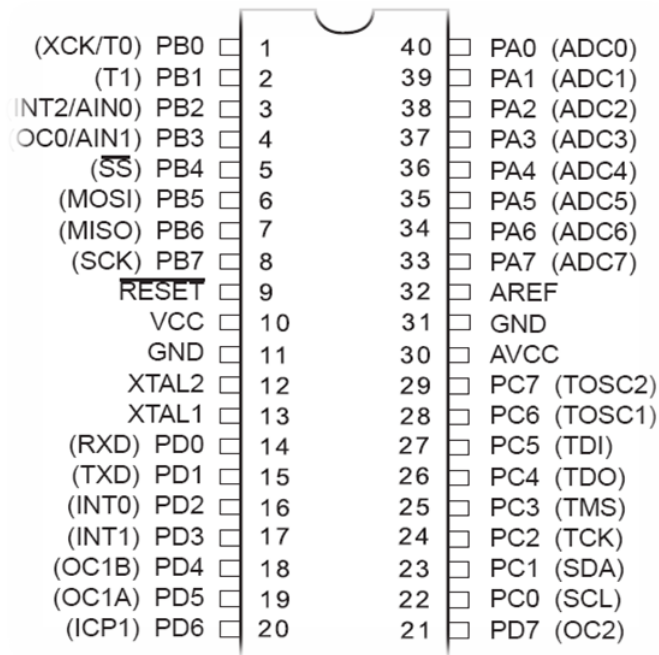 (XCK/T0) PB0 1 40 PA0 (ADC0)
(T1) PB1 2 39 PA1 (ADC1)
INT2/AIN0) PB2 3 38 PA2 (ADC2)
OC0/AIN1) PB3 4 37 PA3 (ADC3)
(SS) PB4 5 36 PA4 (ADC4)
(MOSI) PB5 6 35 PA5 (ADC5)
(MISO) PB6 7 34 PA6 (ADC6)
(SCK) PB7 8 33 PA7 (ADC7)
RESET 9 32 AREF
VCC 10 31 GND
GND 11 30 AVCC
XTAL2 12 29 PC7 (TOSC2)
XTAL1 13 28 PC6 (TOSC1)
(RXD) PD0 14 27 PC5 (TDI)
(TXD) PD1 15 26 PC4 (TDO)
(INT0) PD2 16 25 PC3 (TMS)
(INT1) PD3 17 24 PC2 (TCK)
(OC1B) PD4 18 23 PC1 (SDA)
(OC1A) PD5 19 22 PC0 (SCL)
(ICP1) PD6 20 21 PD7 (OC2)